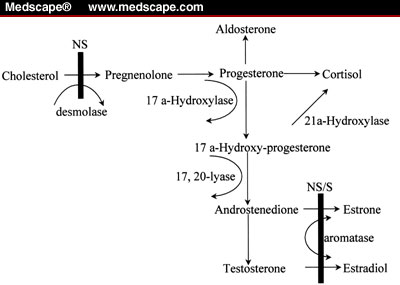 Medscape® www.medscape.com
Aldosterone
NS
Cholesterol Pregnenolone Progesterone Cortisol
desmolase
17 a-Hydroxylase
21a-Hydroxylase
17 a-Hydroxy-progesterone
17, 20-lyase
NS/S
Androstenedione Estrone
aromatase
Testosterone Estradiol